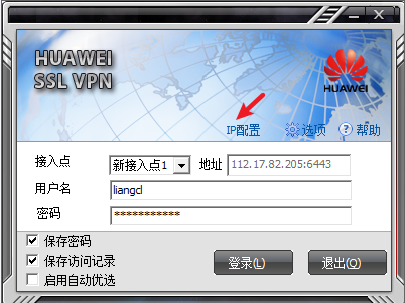 HUAWEI
SSL VPN
HUAWEI
IP配置 选项 帮助
接入点 新接入点1 地址 112.17.82.205:6443
用户名 liangcl
密码 ***********
保存密码
保存访问记录
启用自动优选
登录(L) 退出(O)